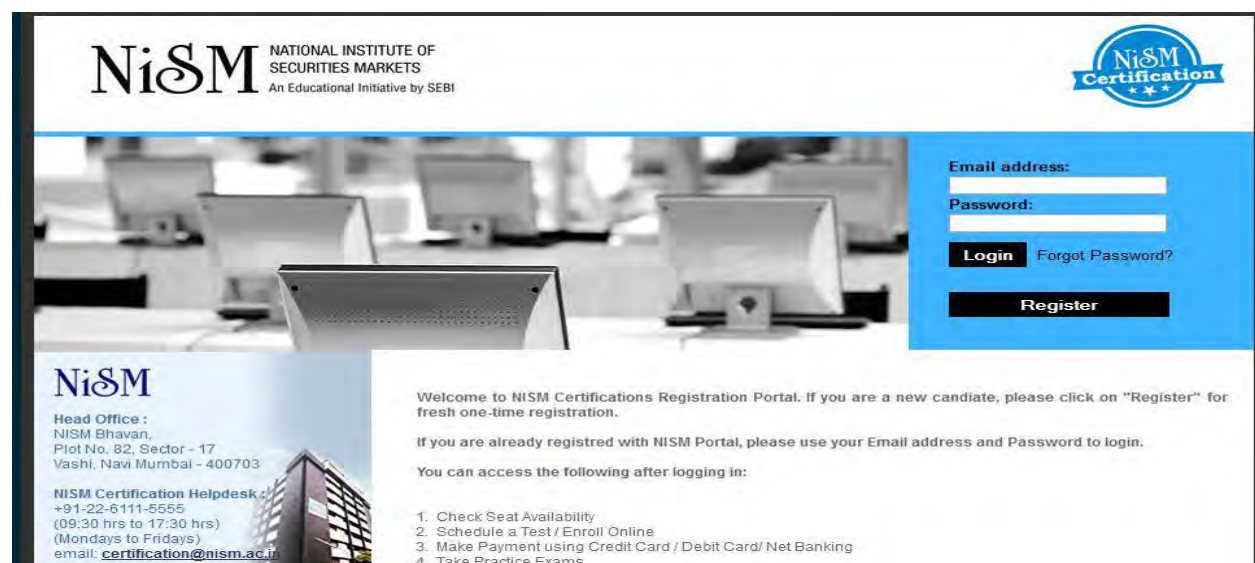 NiSM
NATIONAL INSTITUTE OF
SECURITIES MARKETS
An Educational Initiative by SEBI
NiSM
Certification
Email address:
Password:
Login Forgot Password?
Register
NiSM
Head Office :
NISM Bhavan,
Plot No. 82, Sector - 17
Vashi, Navi Mumbai - 400703
NISM Certification Helpdesk :
+91-22-6111-5555
(09:30 hrs to 17:30 hrs)
(Mondays to Fridays)
email: certification@nism.ac.in
Welcome to NISM Certifications Registration Portal. If you are a new candiate, please click on "Register" for
fresh one-time registration.
If you are already registred with NISM Portal, please use your Email address and Password to login.
You can access the following after logging in:
1. Check Seat Availability
2. Schedule a Test / Enroll Online
3. Make Payment using Credit Card / Debit Card/ Net Banking
4. Take Practice Exams